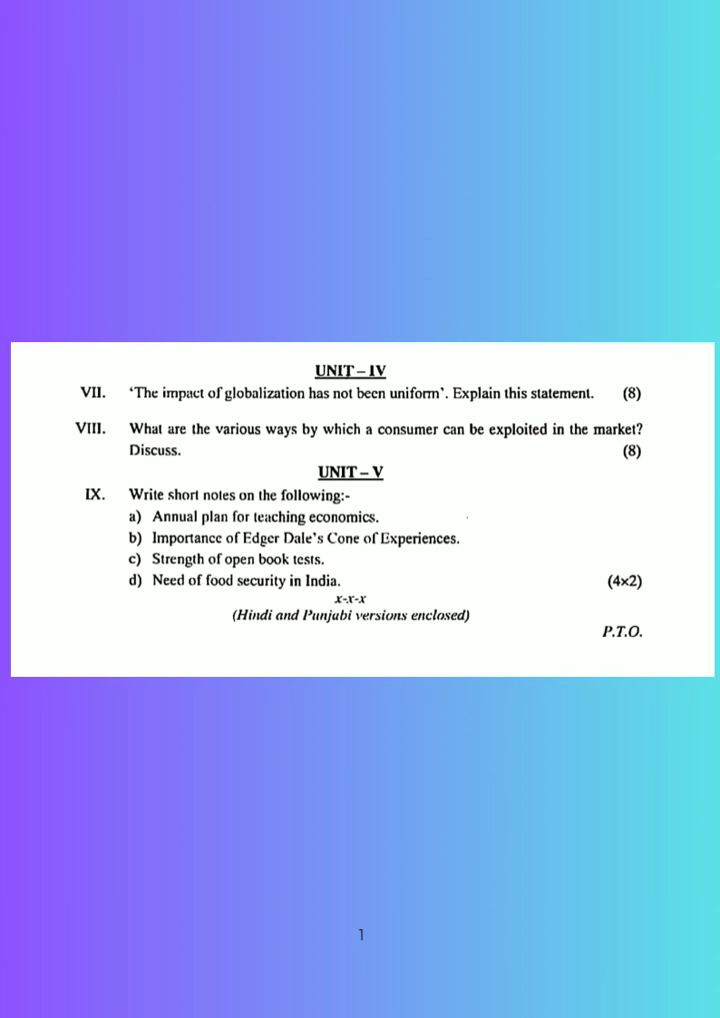 UNIT – IV
VII. ‘The impact of globalization has not been uniform’. Explain this statement. (8)
VIII. What are the various ways by which a consumer can be exploited in the market?
Discuss. (8)
UNIT – V
IX. Write short notes on the following:-
a) Annual plan for teaching economics.
b) Importance of Edger Dale’s Cone of Experiences.
c) Strength of open book tests.
d) Need of food security in India. (4×2)
x-x-x
(Hindi and Punjabi versions enclosed)
P.T.O.
1